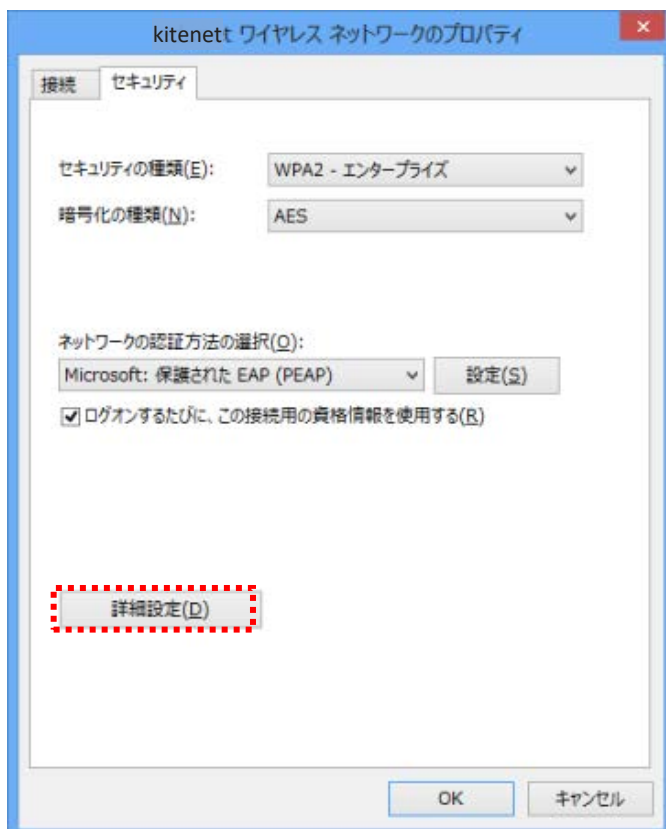 kitenett ワイヤレス ネットワークのプロパティ
接続 セキュリティ
セキュリティの種類(E): WPA2 - エンタープライズ
暗号化の種類(N): AES
ネットワークの認証方法の選択(O):
Microsoft: 保護された EAP (PEAP) 設定(S)
ログオンするたびに、この接続用の資格情報を使用する(R)
詳細設定(D)
OK キャンセル